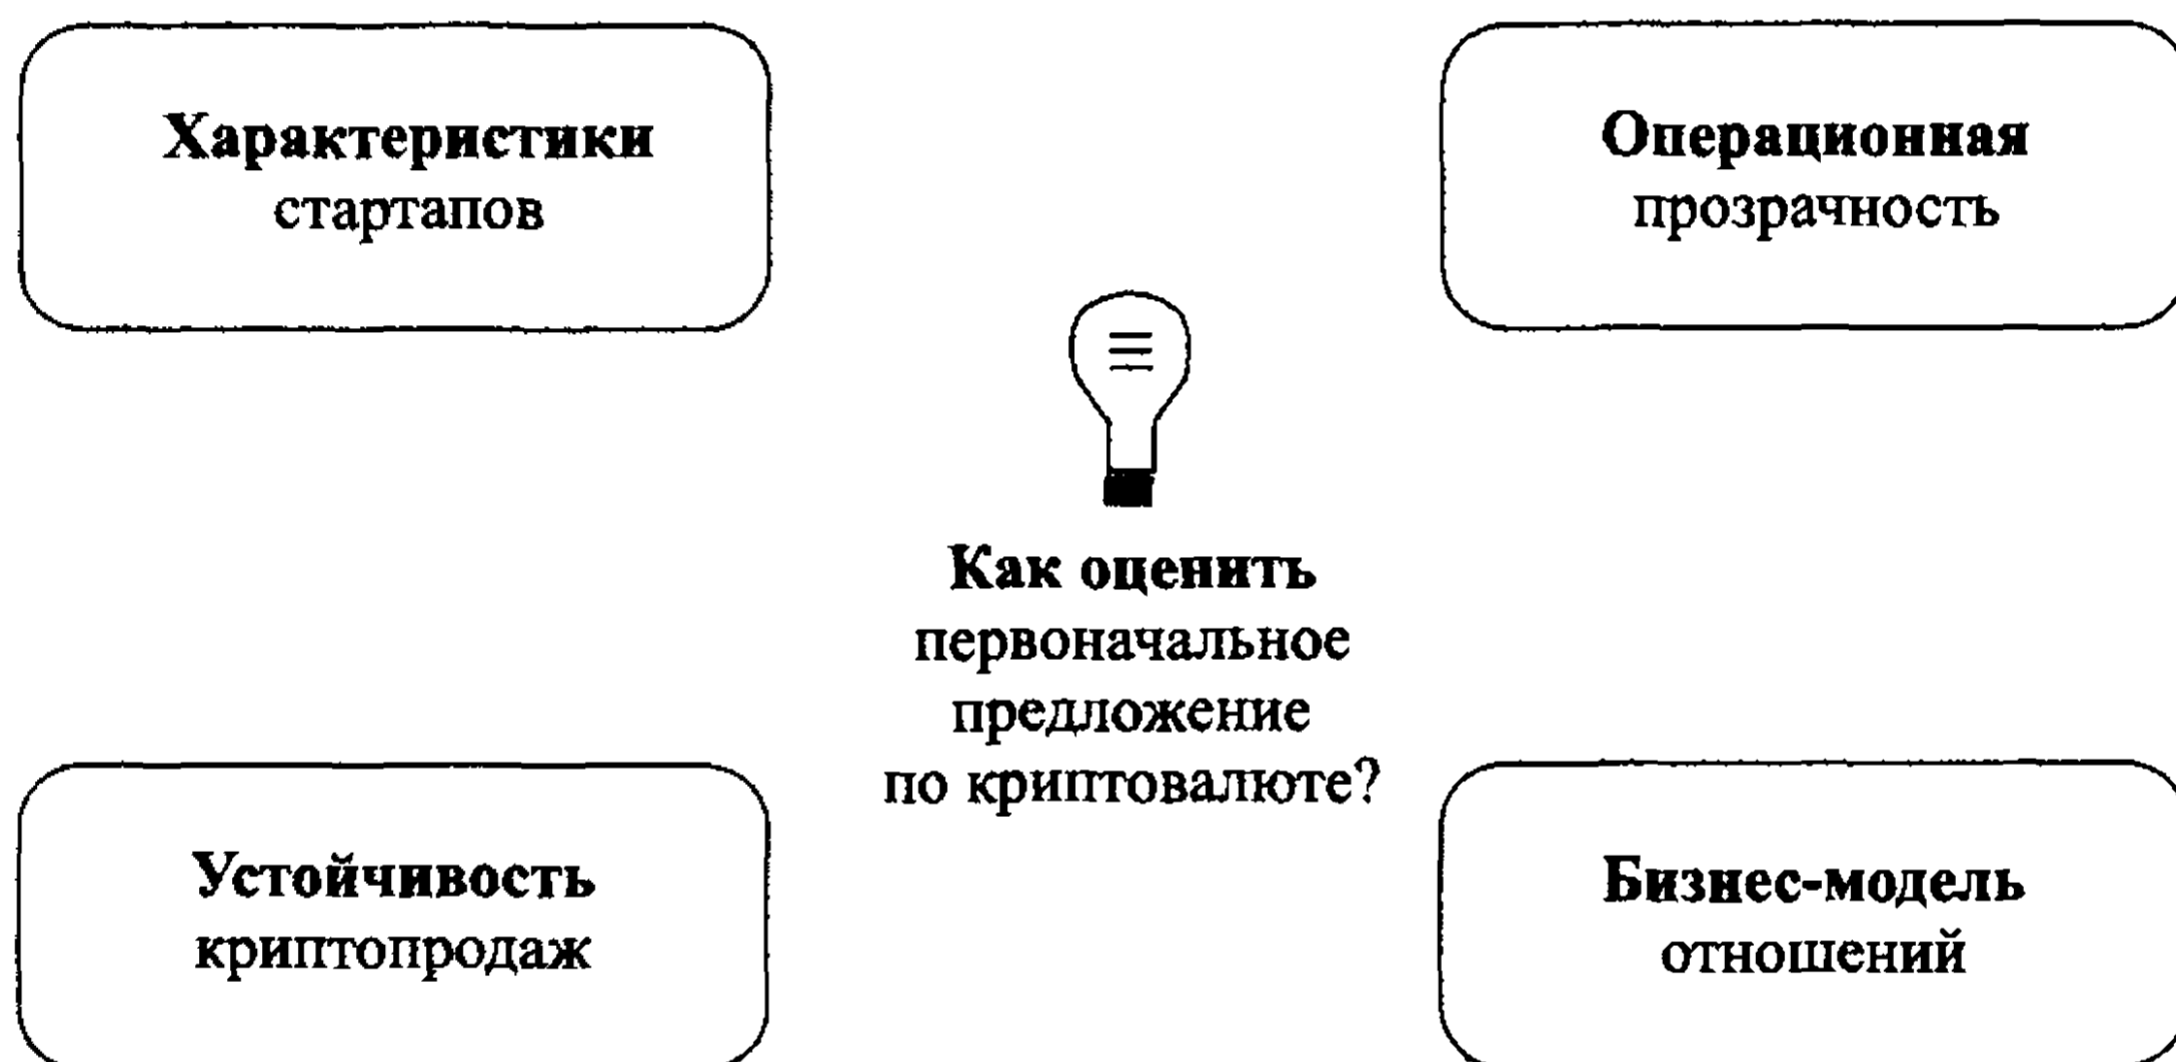 Характеристики
стартапов
Операционная
прозрачность
Как оценить
первоначальное
предложение
по криптовалюте?
Устойчивость
криптопродаж
Бизнес-модель
отношений